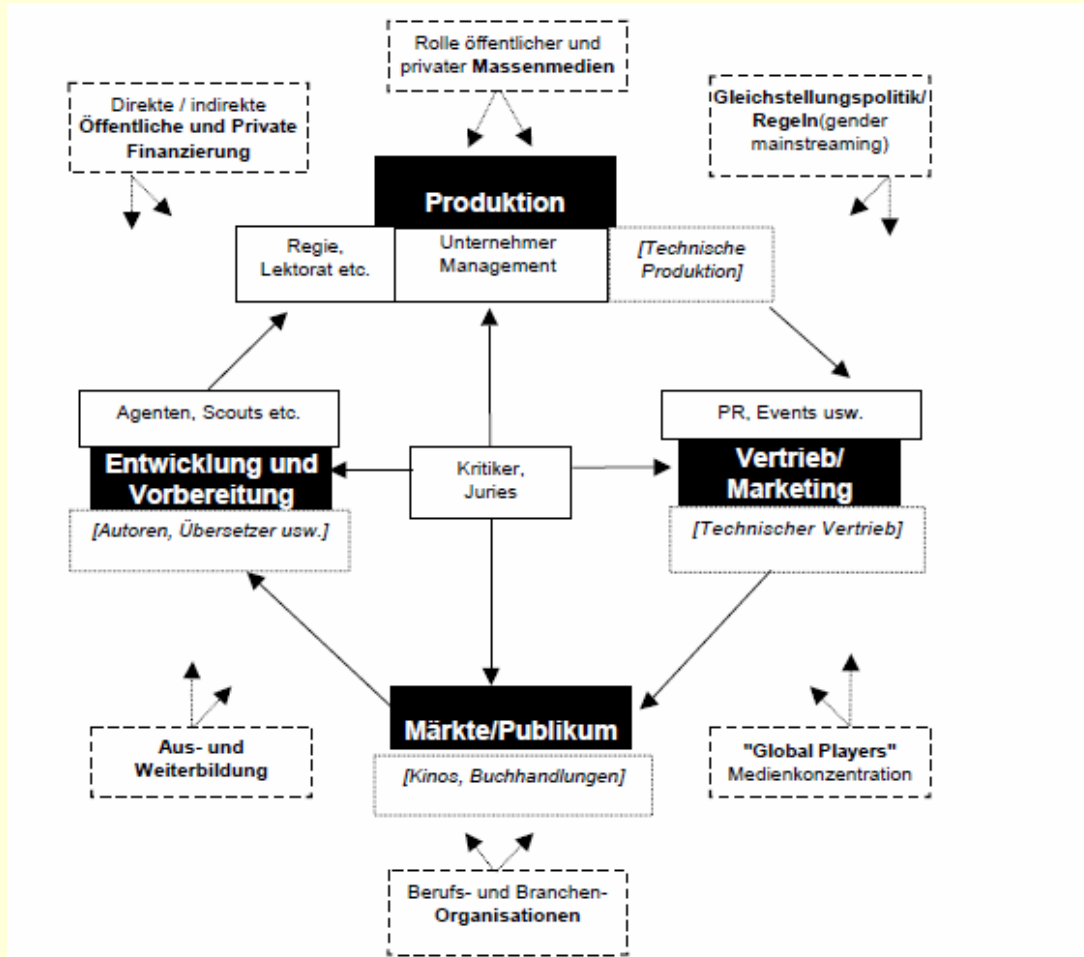 Rolle öffentlicher und
privater Massenmedien
Direkte / indirekte
Öffentliche und Private
Finanzierung
Gleichstellungspolitik/
Regeln(gender
mainstreaming)
Produktion
Regie,
Lektorat etc.
Unternehmer
Management
[Technische
Produktion]
Agenten, Scouts etc.
Entwicklung und
Vorbereitung
[Autoren, Übersetzer usw.]
Kritiker,
Juries
PR, Events usw.
Vertrieb/
Marketing
[Technischer Vertrieb]
Märkte/Publikum
[Kinos, Buchhandlungen]
Aus- und
Weiterbildung
"Global Players"
Medienkonzentration
Berufs- und Branchen-
Organisationen